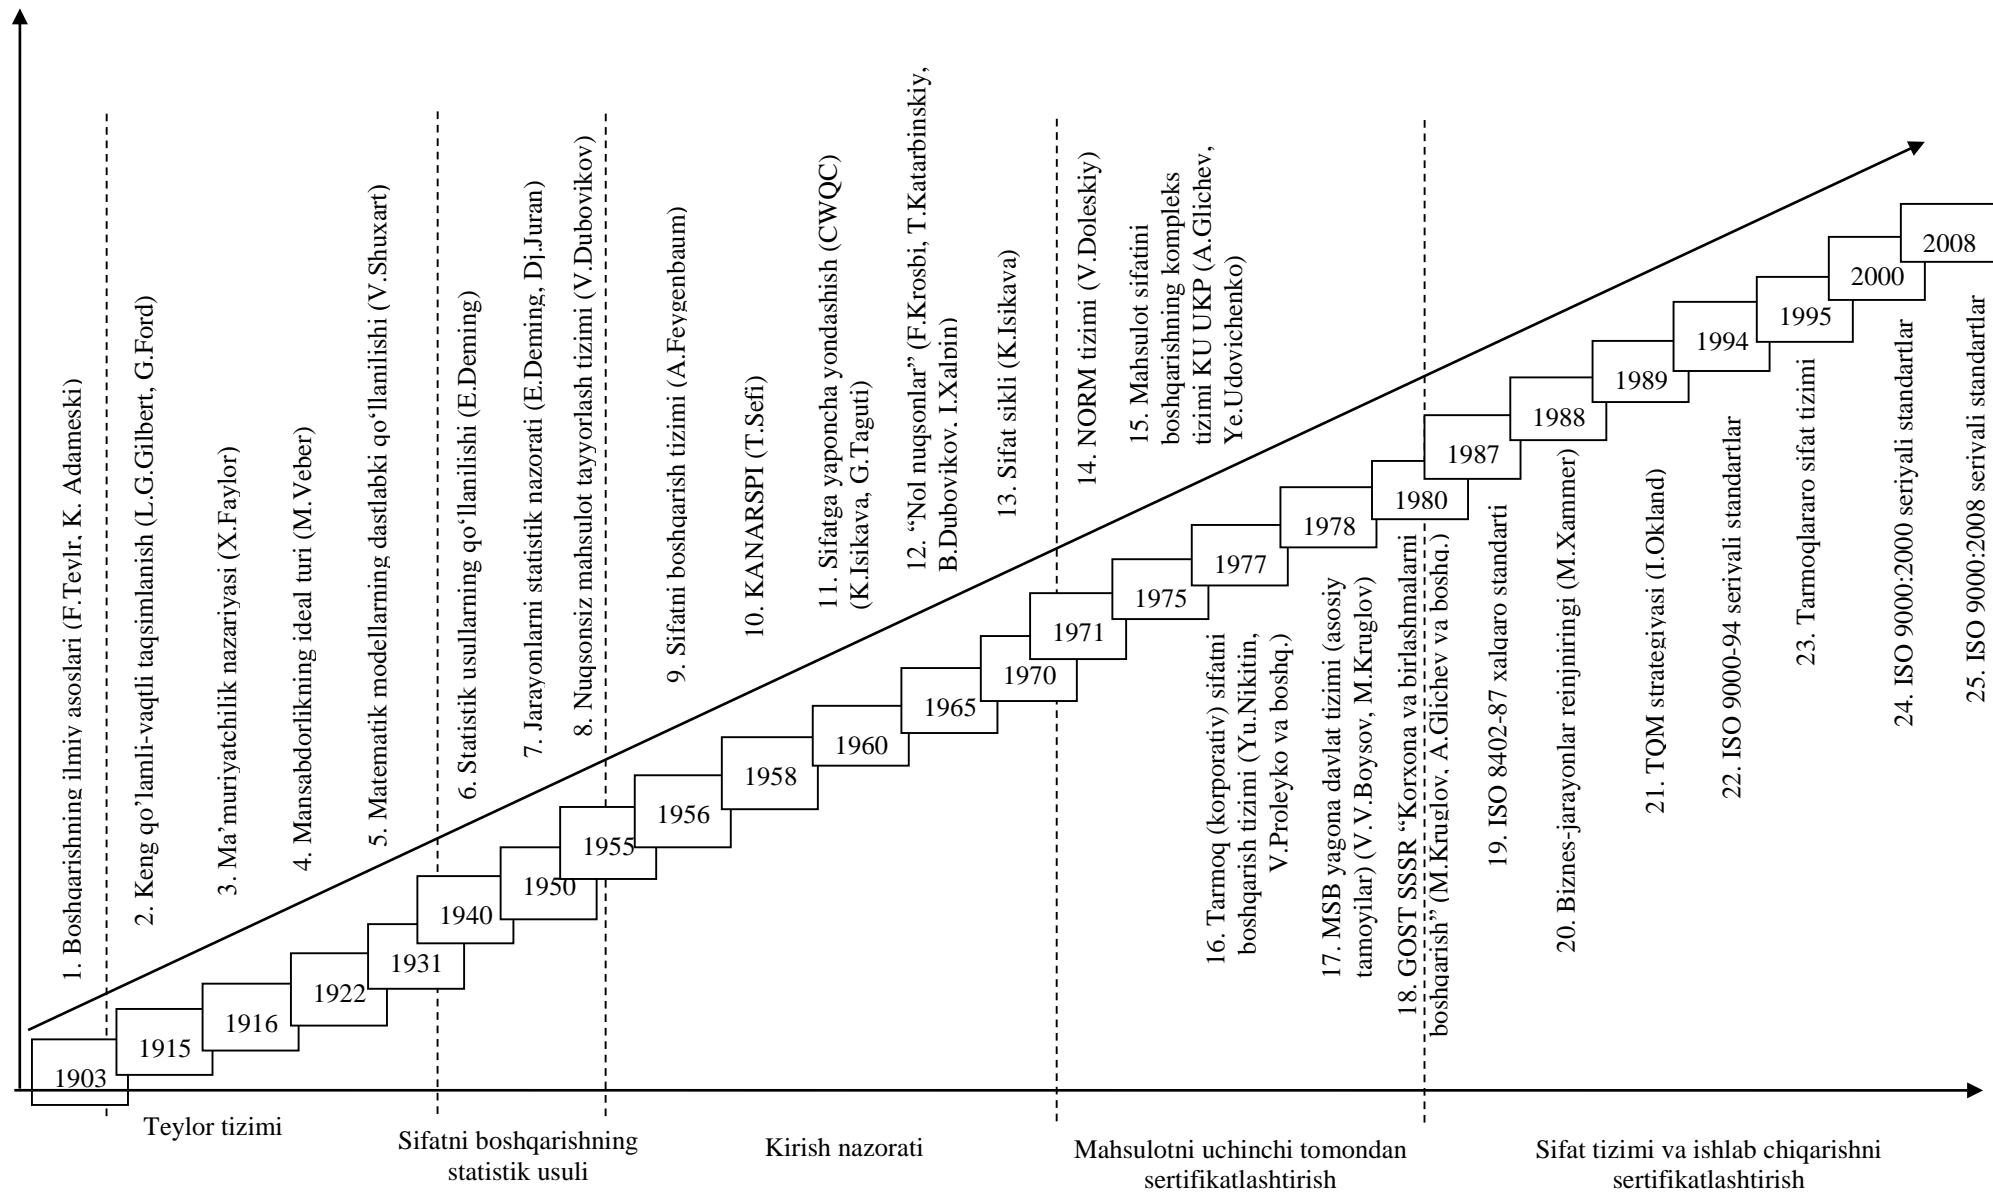 1. Boshqarishning ilmiy asoslari (F.Teylr, K. Adameski)
2. Keng qo’lamli-vaqtli taqsimlanish (L.G.Gilbert, G.Ford)
3. Ma’muriyatchilik nazariyasi (X.Faylor)
4. Mansabdorlikning ideal turi (M.Veber)
5. Matematik modellarning dastlabki qo‘llanilishi (V.Shuxart)
6. Statistik usullarning qo‘llanilishi (E.Deming)
7. Jarayonlarni statistik nazorati (E.Deming, Dj.Juran)
8. Nuqsonsiz mahsulot tayyorlash tizimi (V.Dubovikov)
9. Sifatni boshqarish tizimi (A.Feygenbaum)
10. KANARSPI (T.Sefi)
11. Sifatga yaponcha yondashish (CWQC)
(K.Isikava, G.Taguti)
12. “Nol nuqsonlar” (F.Krosbi, T.Katarbinskiy,
B.Dubovikov, I.Xalpin)
13. Sifat sikli (K.Isikava)
14. NORM tizimi (V.Doleskiy)
15. Mahsulot sifatini
boshqarishning kompleks
tizimi KU UKP (A.Glichev,
Ye.Udovichenko)
16. Tarmoq (korporativ) sifatni
boshqarish tizimi (Yu.Nikitin,
V.Proleyko va boshq.)
17. MSB yagona davlat tizimi (asosiy
tamoyilar) (V.V.Boysov, M.Kruglov)
18. GOST SSSR “Korxona va birlashmalarni
boshqarish” (M.Kruglov, A.Glichev va boshq.)
19. ISO 8402-87 xalqaro standarti
20. Biznes-jarayonlar reinjniringi (M.Xammer)
21. TQM strategiyasi (I.Okland)
22. ISO 9000-94 seriyali standartlar
23. Tarmoqlararo sifat tizimi
24. ISO 9000:2000 seriyali standartlar
25. ISO 9000:2008 seriyali standartlar
1903
1915
1916
1922
1931
1940
1950
1955
1956
1958
1960
1965
1970
1971
1975
1977
1978
1980
1987
1988
1989
1994
1995
2000
2008
Teylor tizimi
Sifatni boshqarishning
statistik usuli
Kirish nazorati
Mahsulotni uchinchi tomondan
sertifikatlashtirish
Sifat tizimi va ishlab chiqarishni
sertifikatlashtirish